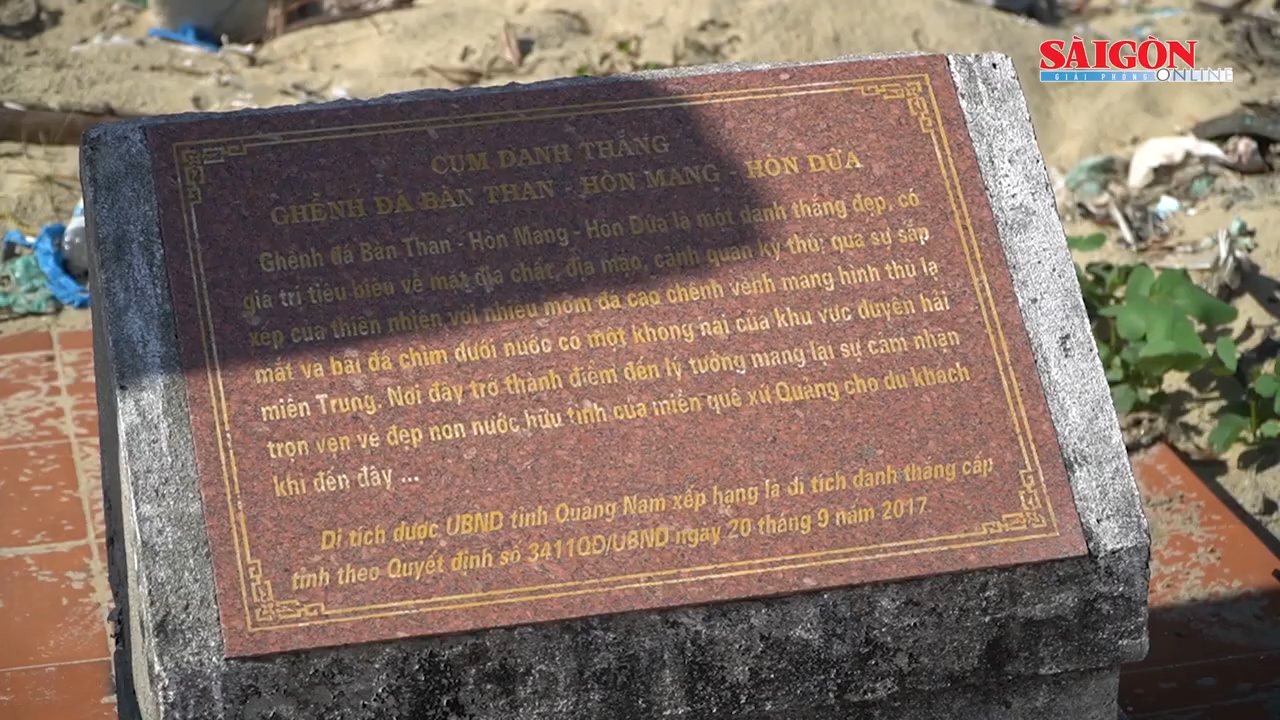 SÀIGÒN
GIẢI PHÓNG ONLINE
CỤM DANH THẮNG
GHỀNH ĐÁ BÀN THAN - HÒN MANG - HÒN DỨA
Ghềnh đá Bàn Than - Hòn Mang - Hòn Dứa là một danh thắng đẹp, có
giá trị tiêu biểu về mặt địa chất, địa mạo, cảnh quan kỳ thú; qua sự sắp
xếp của thiên nhiên với nhiều mỏm đá cao chênh vênh mang hình thù lạ
mắt và bãi đá chìm dưới nước có một không hai của khu vực duyên hải
miền Trung. Nơi đây trở thành điểm đến lý tưởng mang lại sự cảm nhận
trọn vẹn vẻ đẹp non nước hữu tình của miền quê xứ Quảng cho du khách
khi đến đây ...
Di tích được UBND tỉnh Quảng Nam xếp hạng là di tích danh thắng cấp
tỉnh theo Quyết định số 3411QĐ/UBND ngày 20 tháng 9 năm 2017